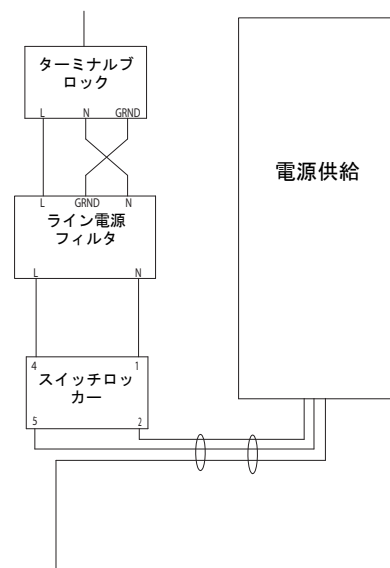 ターミナルブ
ロック
L N GRND
電源供給
L GRND N
ライン電源
フィルタ
L N
4 1
スイッチロッ
カー
5 2